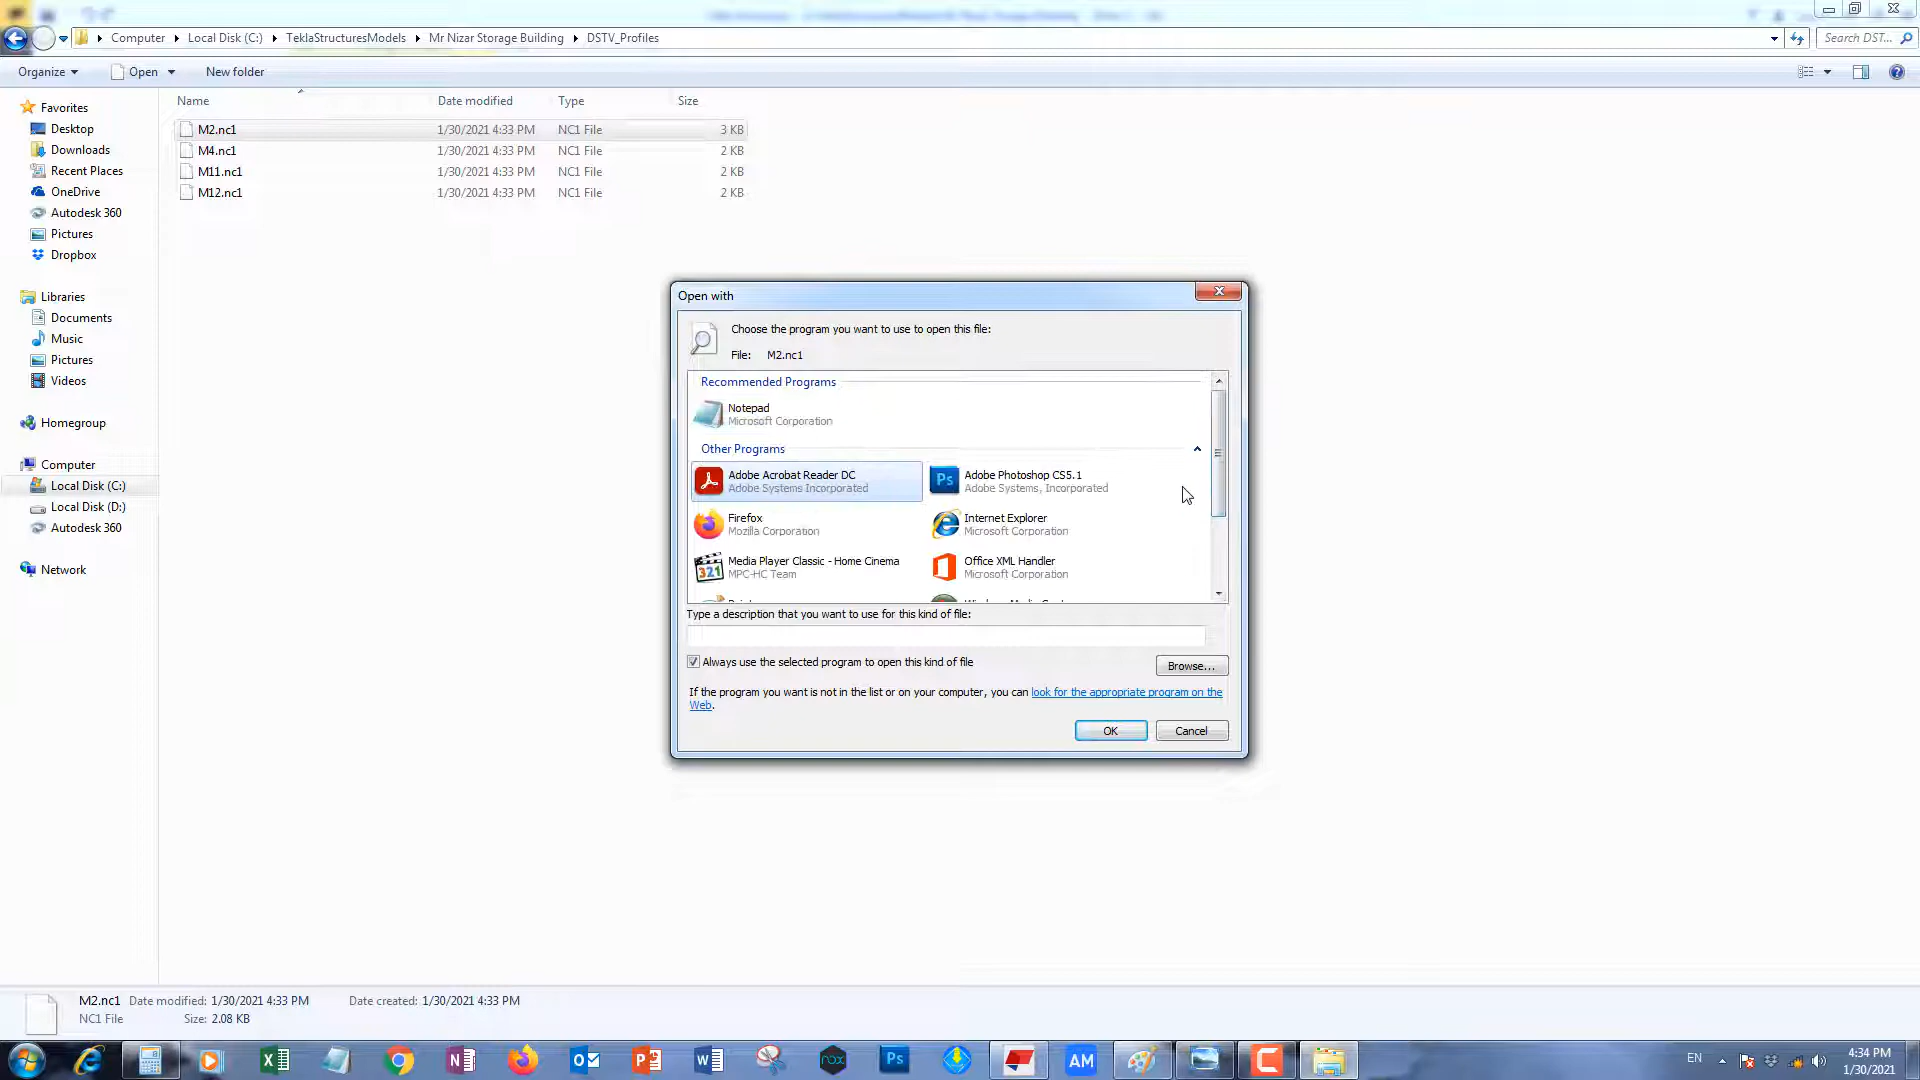 Computer Local Disk (C:) TeklaStructuresModels Mr Nizar Storage Building DSTV_Profiles
Search DST...
Organize Open New folder
Name Date modified Type Size
M2.nc1 1/30/2021 4:33 PM NC1 File 3 KB
M4.nc1 1/30/2021 4:33 PM NC1 File 2 KB
M11.nc1 1/30/2021 4:33 PM NC1 File 2 KB
M12.nc1 1/30/2021 4:33 PM NC1 File 2 KB
Favorites
Desktop
Downloads
Recent Places
OneDrive
Autodesk 360
Pictures
Dropbox
Libraries
Documents
Music
Pictures
Videos
Homegroup
Computer
Local Disk (C:)
Local Disk (D:)
Autodesk 360
Network
Open with
Choose the program you want to use to open this file:
File: M2.nc1
Recommended Programs
Notepad
Microsoft Corporation
Other Programs
Adobe Acrobat Reader DC
Adobe Systems Incorporated
Adobe Photoshop CS5.1
Adobe Systems, Incorporated
Firefox
Mozilla Corporation
Internet Explorer
Microsoft Corporation
Media Player Classic - Home Cinema
MPC-HC Team
Office XML Handler
Microsoft Corporation
Type a description that you want to use for this kind of file:
Always use the selected program to open this kind of file
Browse...
If the program you want is not in the list or on your computer, you can look for the appropriate program on the
Web.
OK Cancel
M2.nc1 Date modified: 1/30/2021 4:33 PM Date created: 1/30/2021 4:33 PM
NC1 File Size: 2.08 KB
nox
Ps
AM
EN
4:34 PM
1/30/2021